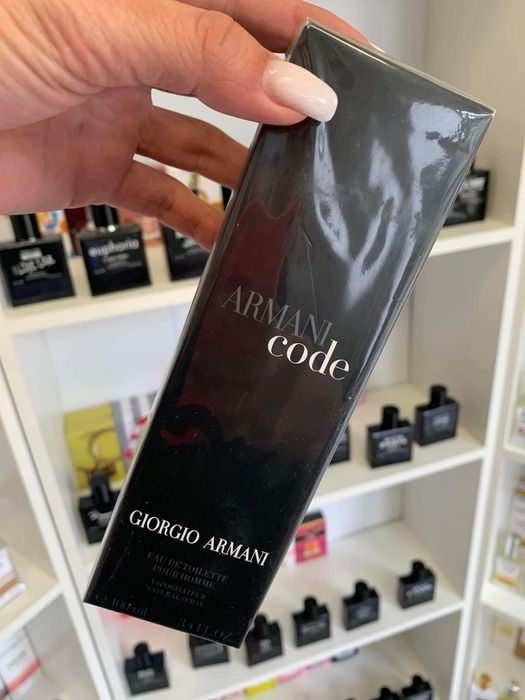 euphoria
ARMANI
code
GIORGIO ARMANI
EAU DE TOILETTE
POUR HOMME
VAPORISATEUR
NATURAL SPRAY
e 100 ml 3.4 FL.OZ